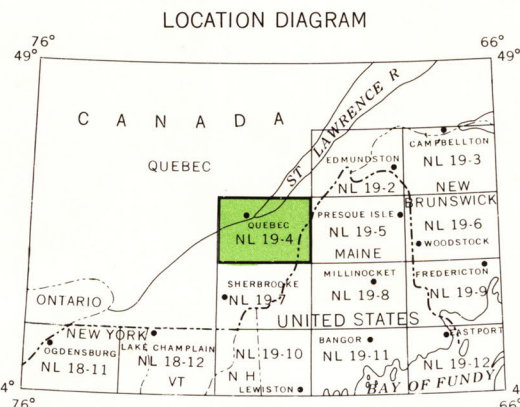 LOCATION DIAGRAM
76°
66°
49°
49°
CANADA
ST LAWRENCE R
QUEBEC
CAMPBELLTON
NL 19-3
EDMUNDSTON
NL 19-2
NEW
BRUNSWICK
QUEBEC
NL 19-4
PRESQUE ISLE
NL 19-5
NL 19-6
WOODSTOCK
MAINE
SHERBROOKE
NL 19-7
MILLINOCKET
NL 19-8
FREDERICTON
NL 19-9
ONTARIO
UNITED STATES
NEW YORK
OGDENSBURG
NL 18-11
LAKE CHAMPLAIN
NL 18-12
VT
NL 19-10
N H
LEWISTON
BANGOR
NL 19-11
EASTPORT
NL 19-12
BAY OF FUNDY
4°
76°
66°